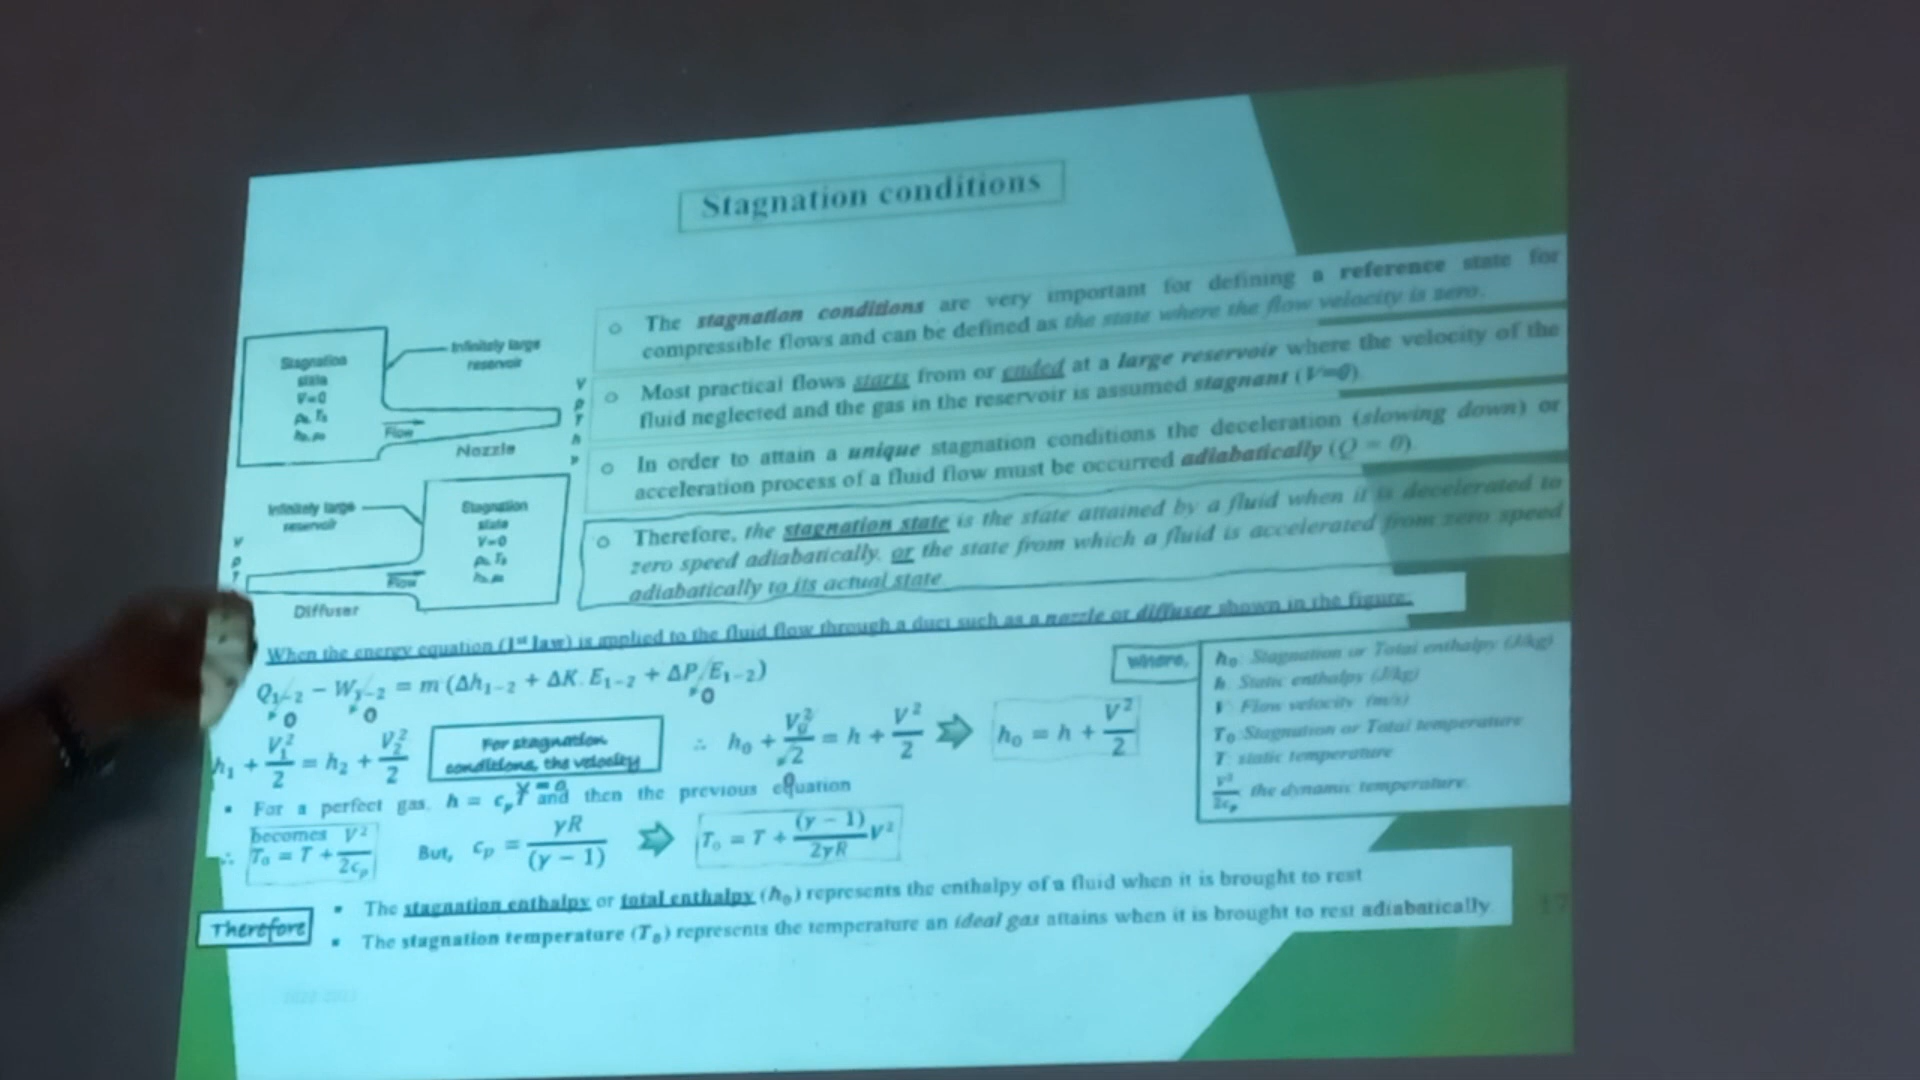 Stagnation conditions
Stagnation
state
V=0
Infinitely large
reservoir
Flow
Nozzle
V
P
T
h
ρ
Infinitely large
reservoir
Stagnation
state
V=0
Flow
Diffuser
V
P
T
○ The stagnation conditions are very important for defining a reference state for
compressible flows and can be defined as the state where the flow velocity is zero.
○ Most practical flows starts from or ended at a large reservoir where the velocity of the
fluid neglected and the gas in the reservoir is assumed stagnant (V=0).
○ In order to attain a unique stagnation conditions the deceleration (slowing down) or
acceleration process of a fluid flow must be occurred adiabatically (Q = 0).
○ Therefore, the stagnation state is the state attained by a fluid when it is decelerated to
zero speed adiabatically, or the state from which a fluid is accelerated from zero speed
adiabatically to its actual state
When the energy equation (1st law) is applied to the fluid flow through a duct such as a nozzle or diffuser shown in the figure:
Q₁₋₂ − W₁₋₂ = m (Δh₁₋₂ + ΔK.E₁₋₂ + ΔP.E₁₋₂)
0 0 0
h₁ + V₁²/2 = h₂ + V₂²/2
For stagnation
conditions, the velocity
V = 0
∴ h₀ + V₀²/2 = h + V²/2
0
h₀ = h + V²/2
where,
h₀: Stagnation or Total enthalpy (J/kg)
h: Static enthalpy (J/kg)
V: Flow velocity (m/s)
T₀: Stagnation or Total temperature
T: static temperature
V²/2cₚ the dynamic temperature.
▪ For a perfect gas, h = cₚT and then the previous equation
becomes
∴ T₀ = T + V²/2cₚ
But, cₚ = γR/(γ − 1)
T₀ = T + (γ − 1)/2γR V²
Therefore
▪ The stagnation enthalpy or total enthalpy (h₀) represents the enthalpy of a fluid when it is brought to rest
▪ The stagnation temperature (T₀) represents the temperature an ideal gas attains when it is brought to rest adiabatically
17